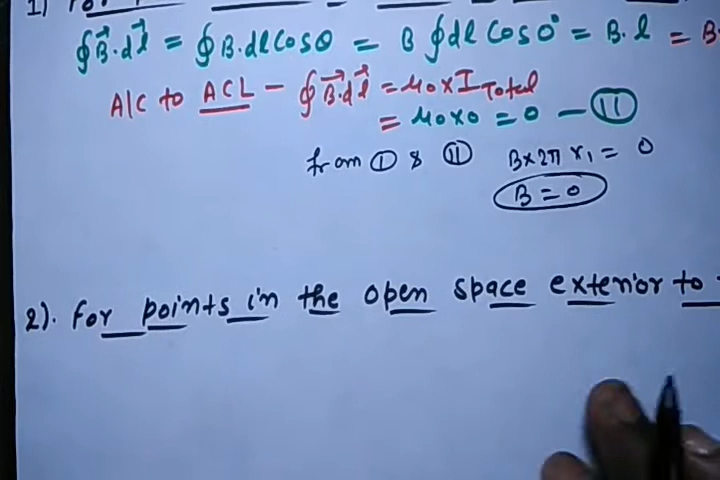 1)
∮B⃗.dl⃗ = ∮B.dl cosθ = B ∮dl cos0° = B.l = B
A/C to ACL - ∮B⃗.dl⃗ = μ0×I Total
= μ0×0 = 0 - (II)
from (I) & (II) B×2π r1 = 0
B = 0
2). For points in the open space exterior to